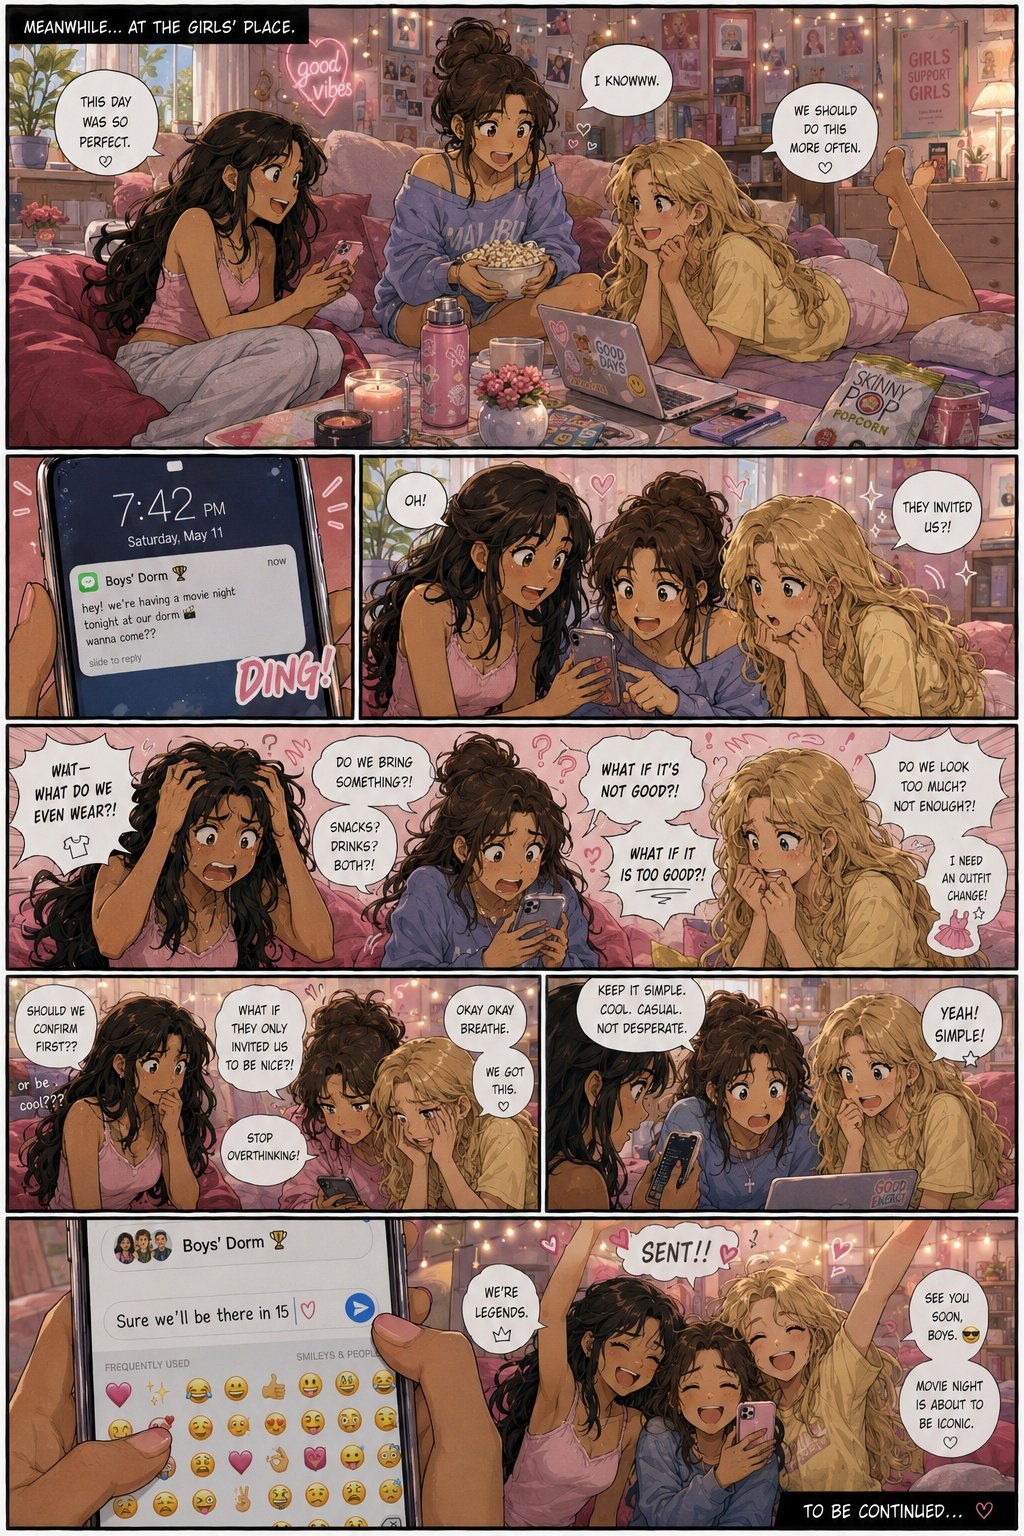 MEANWHILE... AT THE GIRLS' PLACE.
THIS DAY
WAS SO
PERFECT.
I KNOWWW.
WE SHOULD
DO THIS
MORE OFTEN.
good
vibes
GIRLS
SUPPORT
GIRLS
MALIBU
GOOD
DAYS
SKINNY
POP
POPCORN
7:42 PM
Saturday, May 11
Boys' Dorm 🏆
now
hey! we're having a movie night
tonight at our dorm 🎬
wanna come??
slide to reply
DING!
OH!
THEY INVITED
US?!
WAIT—
WHAT DO WE
EVEN WEAR?!
DO WE BRING
SOMETHING?!
SNACKS?
DRINKS?
BOTH?!
WHAT IF IT'S
NOT GOOD?!
WHAT IF IT
IS TOO GOOD?!
DO WE LOOK
TOO MUCH?
NOT ENOUGH?!
I NEED
AN OUTFIT
CHANGE!
SHOULD WE
CONFIRM
FIRST??
or be
cool???
WHAT IF
THEY ONLY
INVITED US
TO BE NICE?!
STOP
OVERTHINKING!
OKAY OKAY
BREATHE.
WE GOT
THIS.
KEEP IT SIMPLE.
COOL. CASUAL.
NOT DESPERATE.
YEAH!
SIMPLE!
GOOD
ENERGY
Boys' Dorm 🏆
Sure we'll be there in 15
FREQUENTLY USED
SMILEYS & PEOPL
SENT!!
WE'RE
LEGENDS.
SEE YOU
SOON,
BOYS. 😎
MOVIE NIGHT
IS ABOUT TO
BE ICONIC.
TO BE CONTINUED...